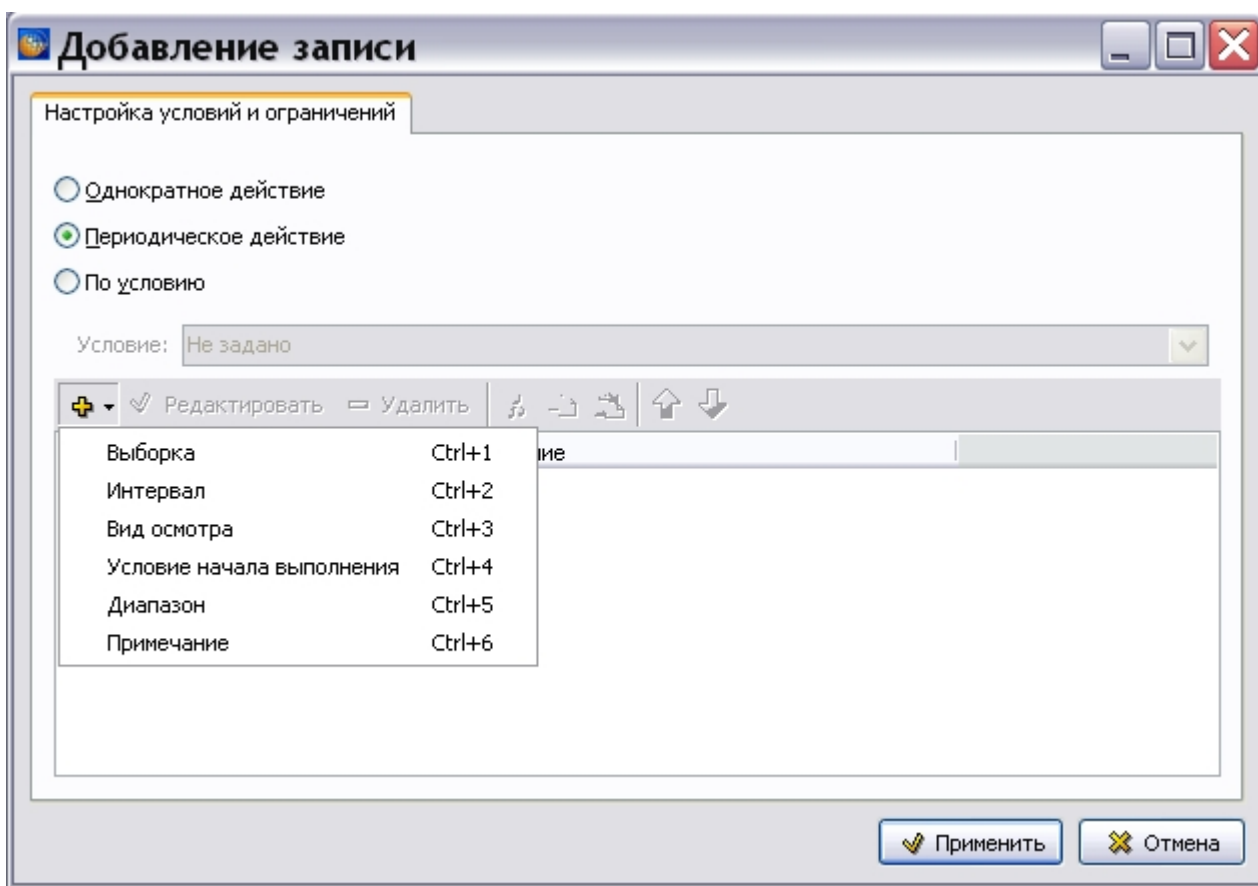 Добавление записи
Настройка условий и ограничений
Однократное действие
Периодическое действие
По условию
Условие: Не задано
Редактировать Удалить
Выборка Ctrl+1
Интервал Ctrl+2
Вид осмотра Ctrl+3
Условие начала выполнения Ctrl+4
Диапазон Ctrl+5
Примечание Ctrl+6
Применить Отмена